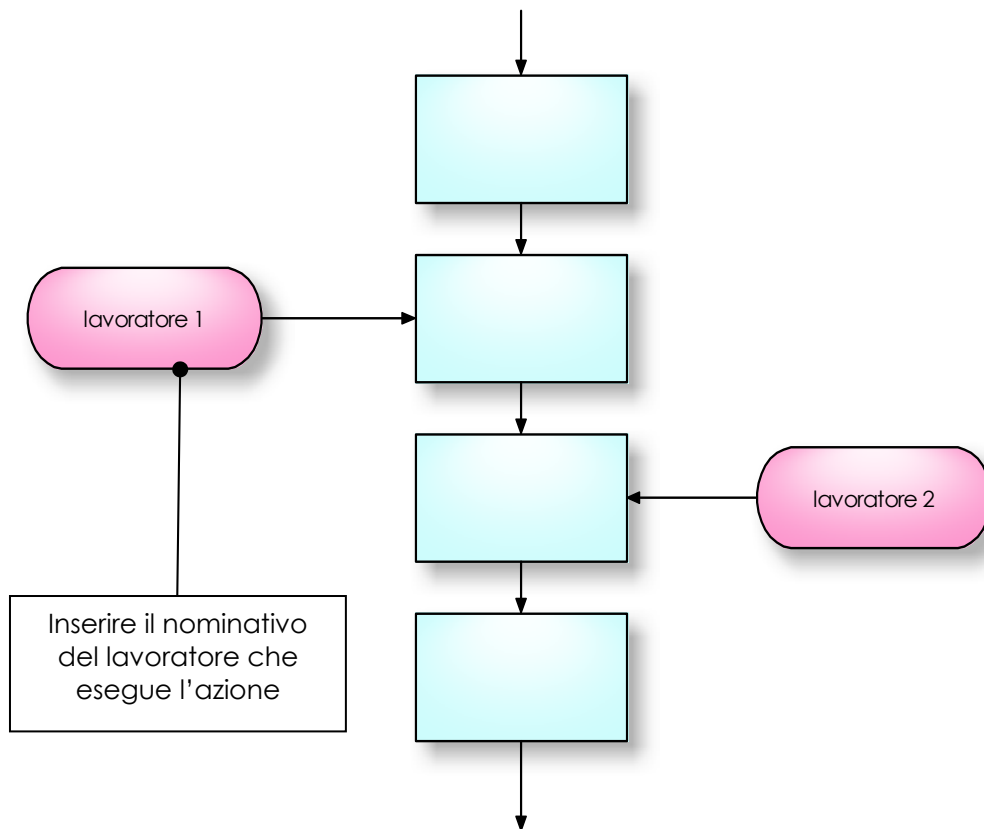 lavoratore 1
lavoratore 2
Inserire il nominativo
del lavoratore che
esegue l’azione